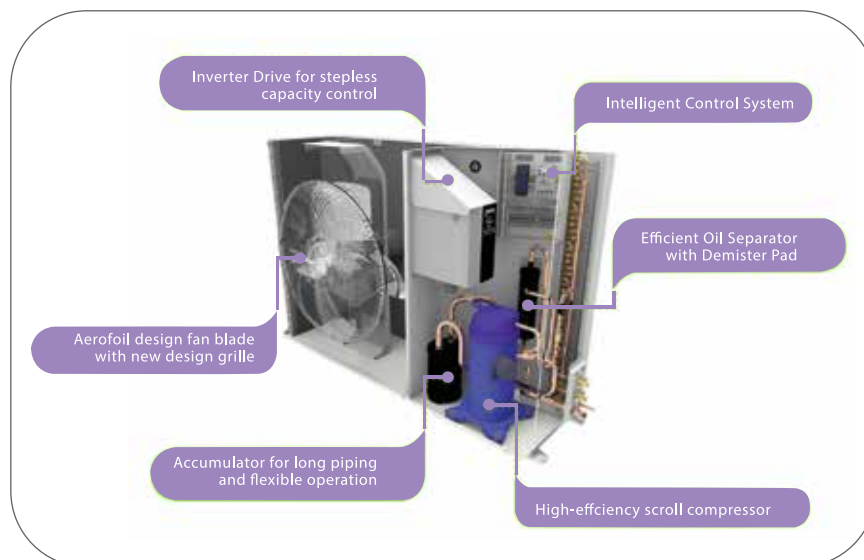 Inverter Drive for stepless
capacity control
Intelligent Control System
Efficient Oil Separator
with Demister Pad
Aerofoil design fan blade
with new design grille
Accumulator for long piping
and flexible operation
High-effciency scroll compressor